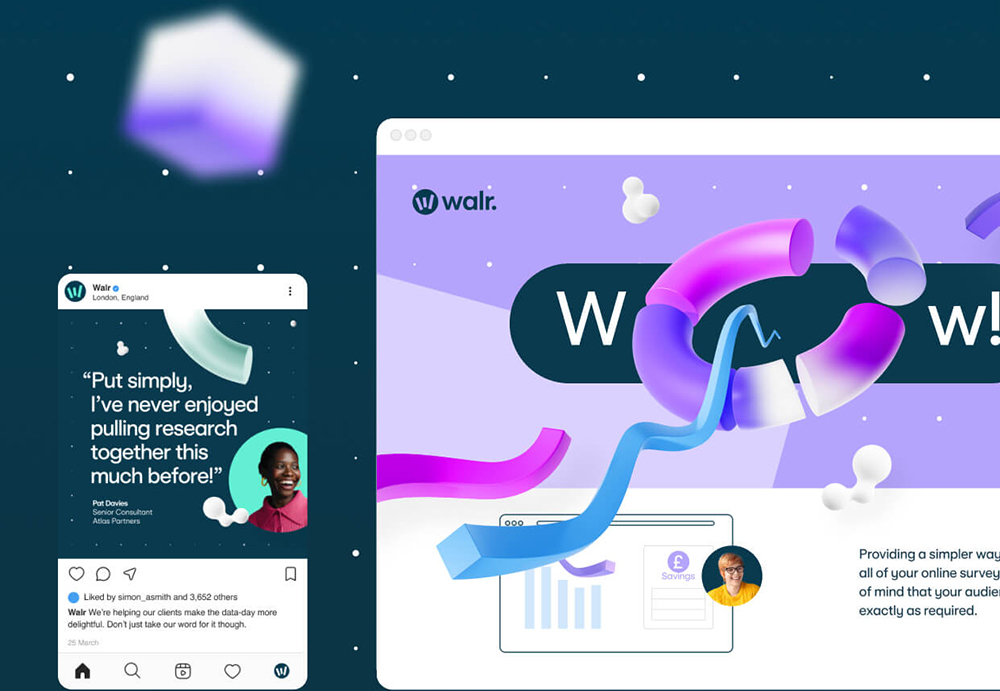 walr.
W w!
Walr
London, England
“Put simply,
I’ve never enjoyed
pulling research
together this
much before!”
Pat Davies
Senior Consultant
Atlas Partners
Liked by simon_asmith and 3,652 others
Walr We’re helping our clients make the data-day more
delightful. Don’t just take our word for it though.
25 March
£
Savings
Providing a simpler way
all of your online survey
of mind that your audie
exactly as required.